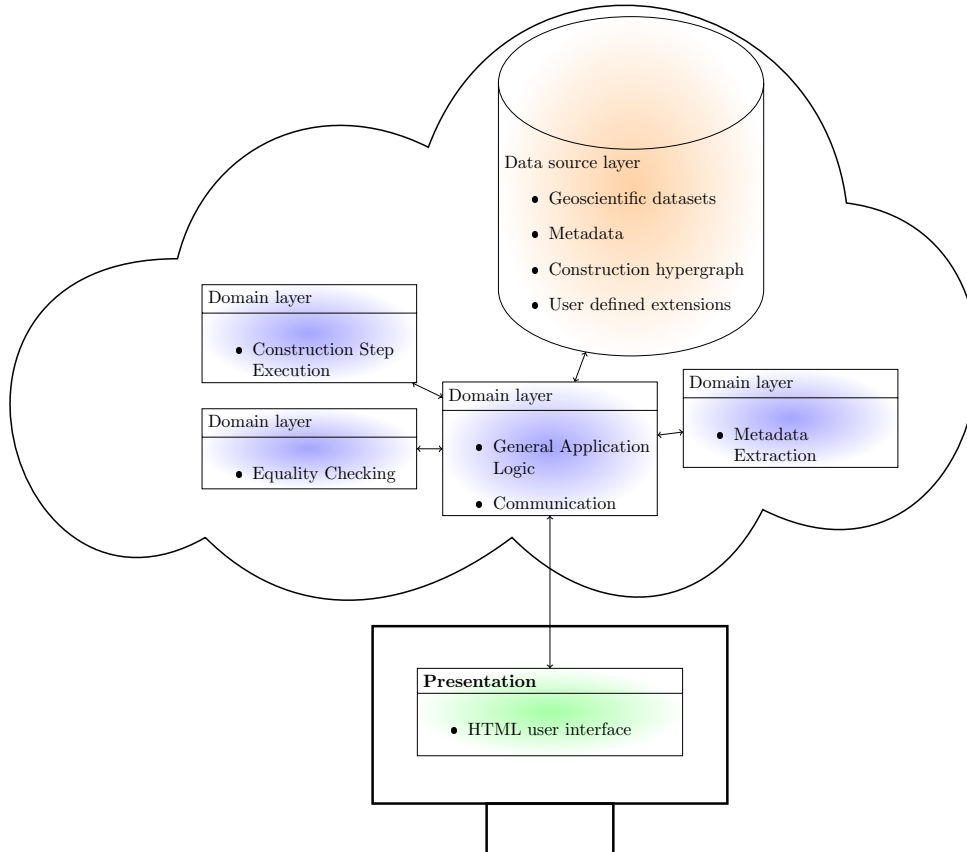 Data source layer
• Geoscientific datasets
• Metadata
• Construction hypergraph
• User defined extensions
Domain layer
• Construction Step
Execution
Domain layer
• Equality Checking
Domain layer
• General Application
Logic
• Communication
Domain layer
• Metadata
Extraction
Presentation
• HTML user interface